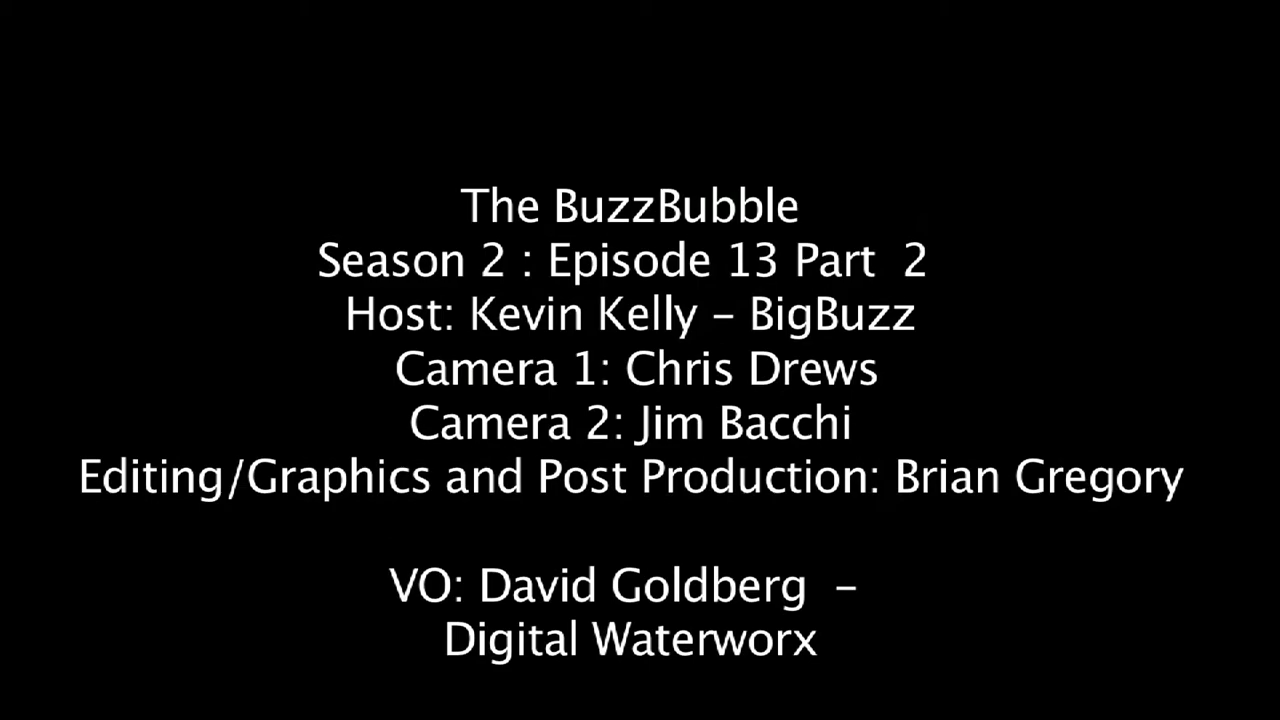 The BuzzBubble
Season 2 : Episode 13 Part  2
Host: Kevin Kelly – BigBuzz
Camera 1: Chris Drews
Camera 2: Jim Bacchi
Editing/Graphics and Post Production: Brian Gregory
VO: David Goldberg  –
Digital Waterworx